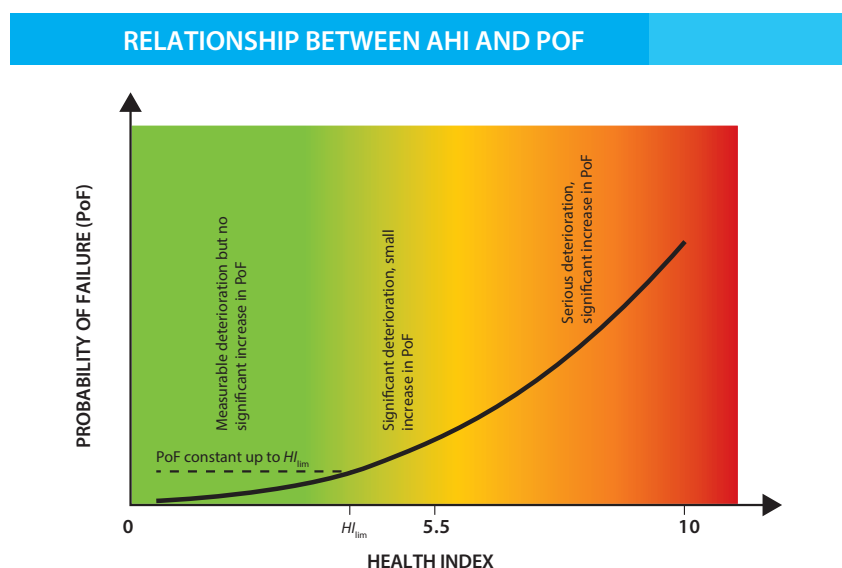 RELATIONSHIP BETWEEN AHI AND POF
PROBABILITY OF FAILURE (PoF)
Measurable deterioration but no
significant increase in PoF
Significant deterioration, small
increase in PoF
Serious deterioration,
significant increase in PoF
PoF constant up to HIlim
0
HIlim
5.5
10
HEALTH INDEX